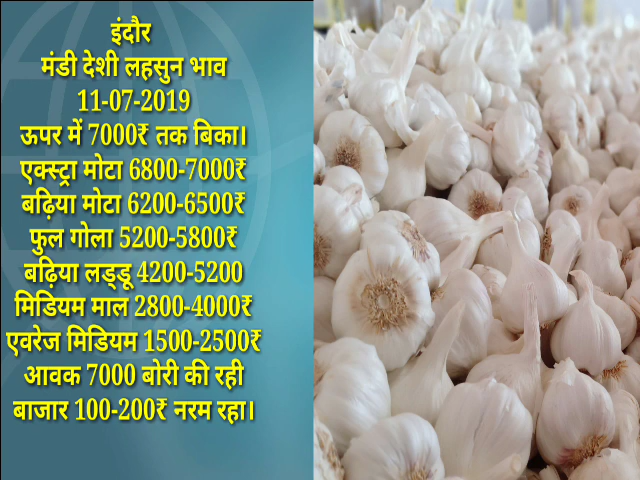 इंदौर
मंडी देशी लहसुन भाव
11-07-2019
ऊपर में 7000₹ तक बिका।
एक्स्ट्रा मोटा 6800-7000₹
बढ़िया मोटा 6200-6500₹
फुल गोला 5200-5800₹
बढ़िया लड्डू 4200-5200
मिडियम माल 2800-4000₹
एवरेज मिडियम 1500-2500₹
आवक 7000 बोरी की रही
बाजार 100-200₹ नरम रहा।